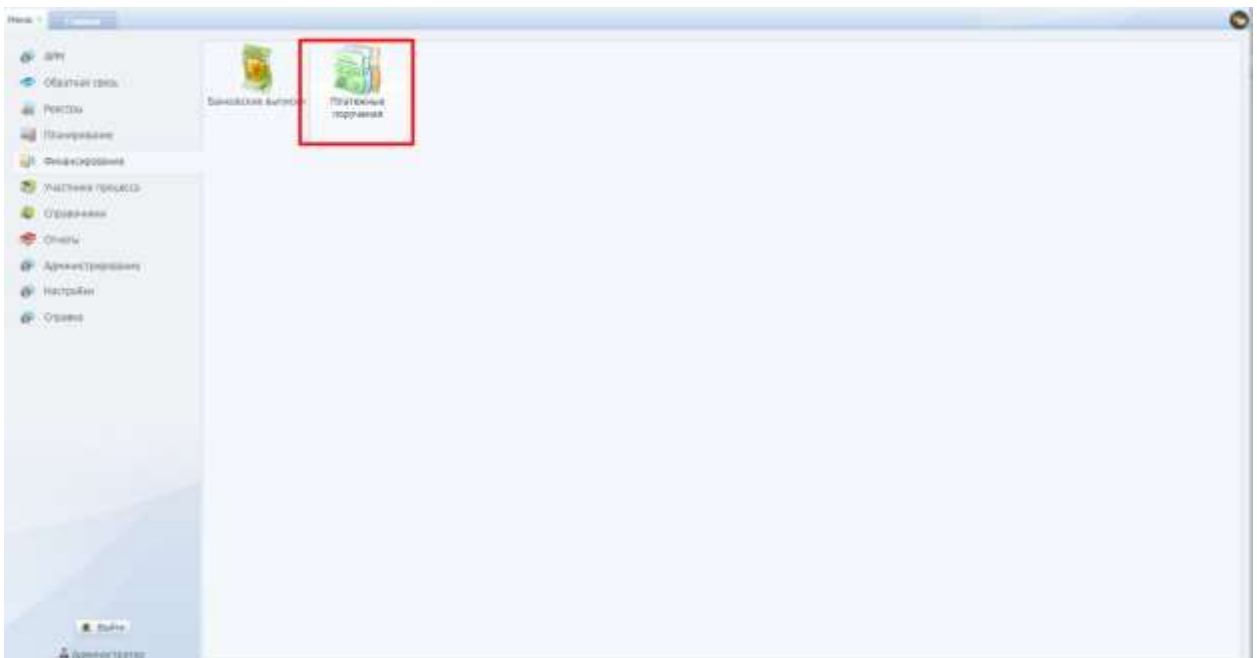 Меню
Главная
АРМ
Обратная связь
Реестры
Планирование
Финансирование
Участники процесса
Справочники
Отчеты
Администрирование
Настройки
Справка
Банковские выписки
Платежные
поручения
Выйти
Администратор